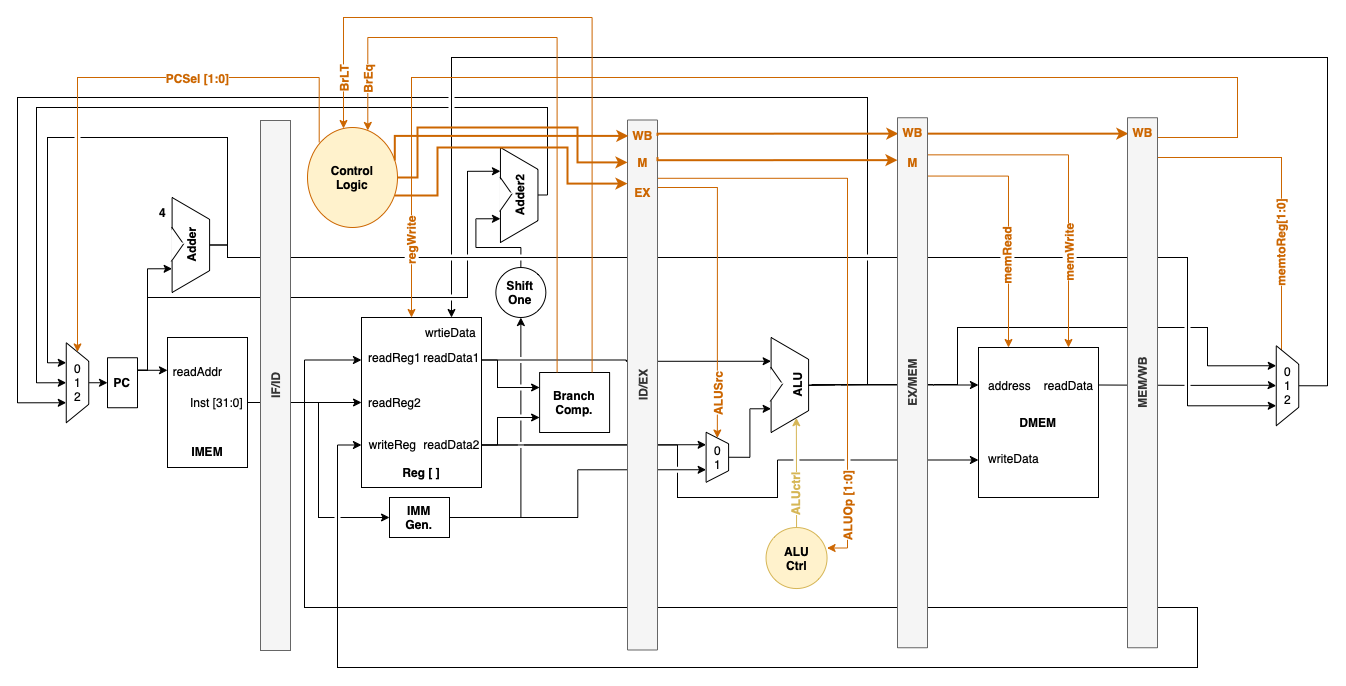 PCSel [1:0]
BrLT
BrEq
WB
WB
WB
M
M
EX
Control
Logic
Adder2
4
Adder
regWrite
memRead
memWrite
memtoReg[1:0]
Shift
One
wrtieData
0
1
2
PC
readAddr
Inst [31:0]
IMEM
IF/ID
readReg1 readData1
readReg2
writeReg readData2
Reg [ ]
Branch
Comp.
IMM
Gen.
ID/EX
ALUSrc
0
1
ALU
ALUctrl
ALUOp [1:0]
ALU
Ctrl
EX/MEM
address readData
DMEM
writeData
MEM/WB
0
1
2